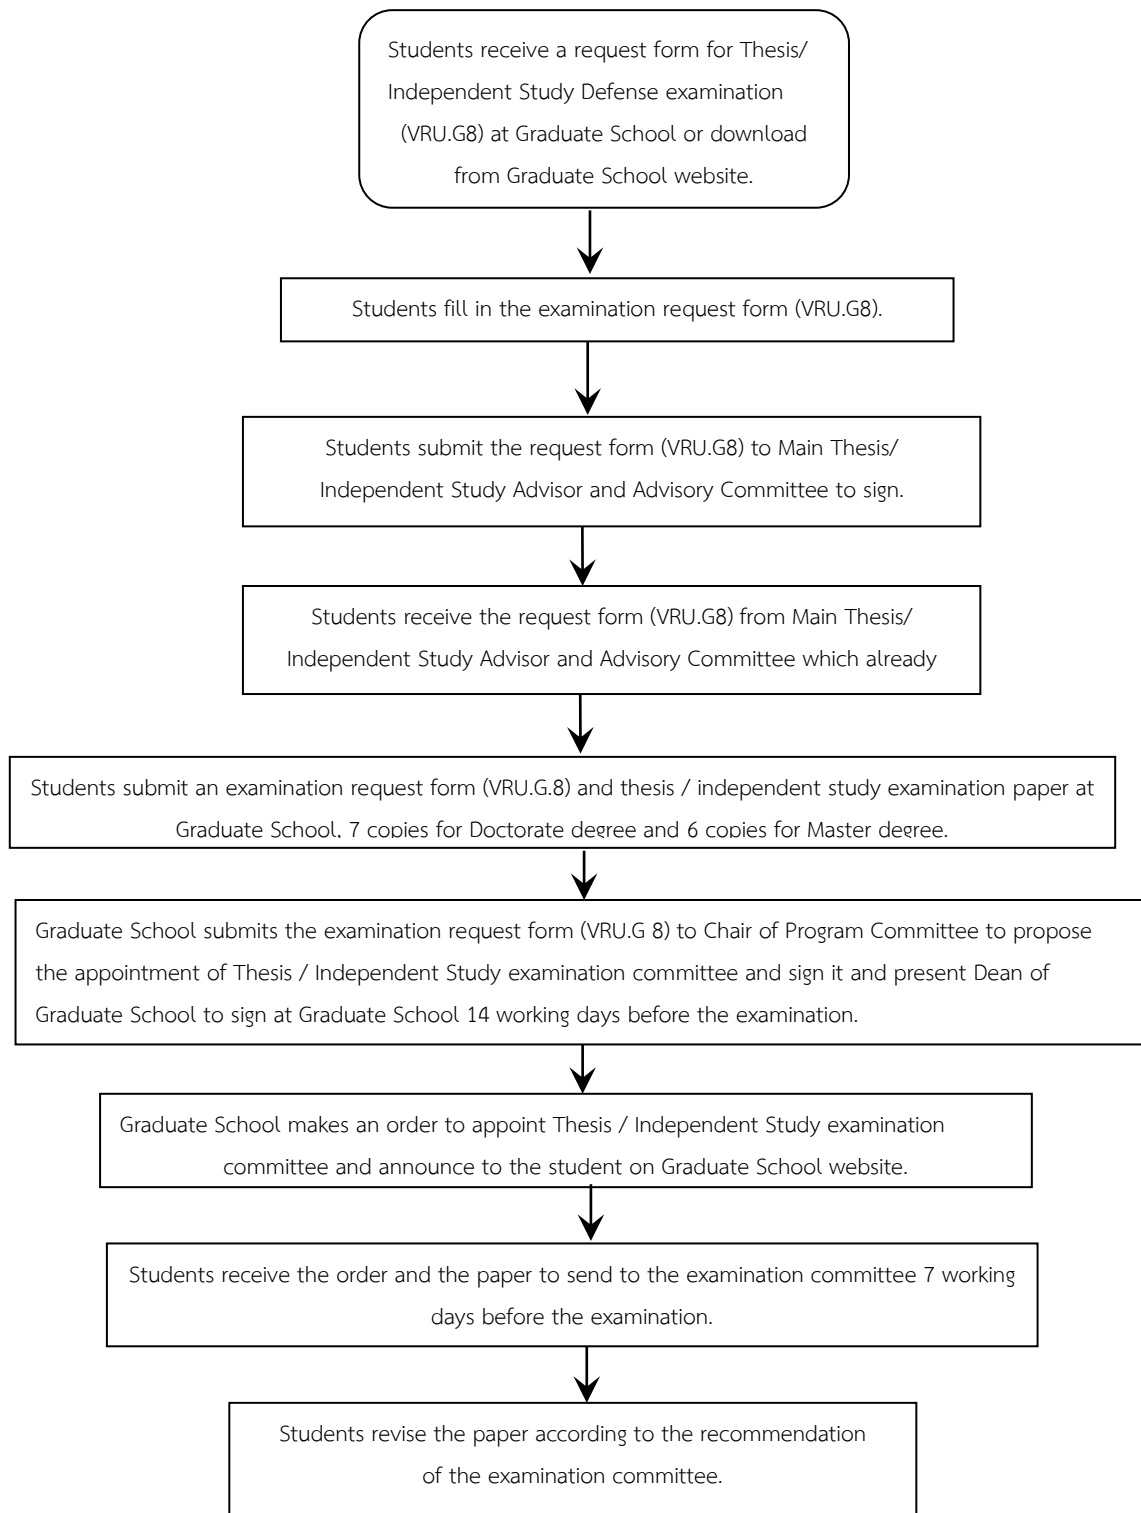 Students receive a request form for Thesis/
Independent Study Defense examination
(VRU.G8) at Graduate School or download
from Graduate School website.
Students fill in the examination request form (VRU.G8).
Students submit the request form (VRU.G8) to Main Thesis/
Independent Study Advisor and Advisory Committee to sign.
Students receive the request form (VRU.G8) from Main Thesis/
Independent Study Advisor and Advisory Committee which already
Students submit an examination request form (VRU.G.8) and thesis / independent study examination paper at
Graduate School, 7 copies for Doctorate degree and 6 copies for Master degree.
Graduate School submits the examination request form (VRU.G 8) to Chair of Program Committee to propose
the appointment of Thesis / Independent Study examination committee and sign it and present Dean of
Graduate School to sign at Graduate School 14 working days before the examination.
Graduate School makes an order to appoint Thesis / Independent Study examination
committee and announce to the student on Graduate School website.
Students receive the order and the paper to send to the examination committee 7 working
days before the examination.
Students revise the paper according to the recommendation
of the examination committee.